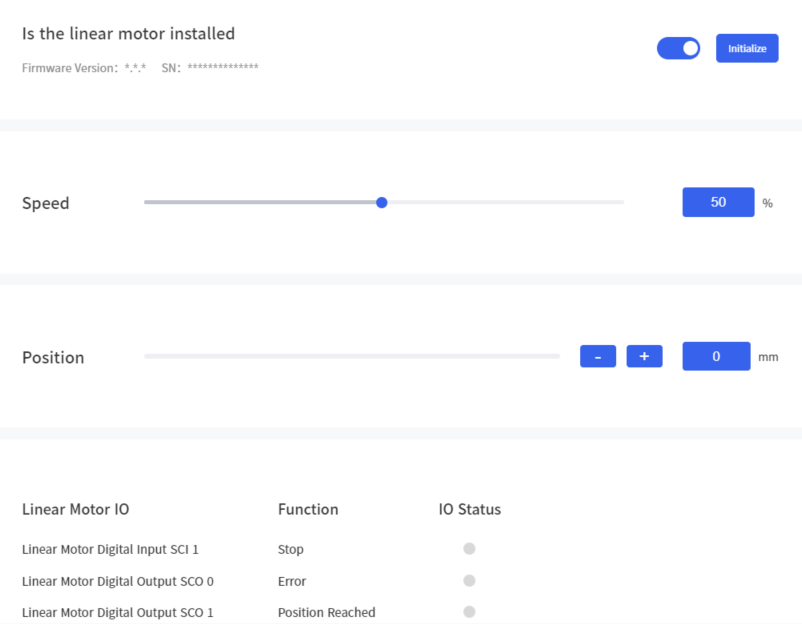 Is the linear motor installed
Initialize
Firmware Version: *.*.* SN: **************
Speed
50 %
Position
- + 0 mm
Linear Motor IO Function IO Status
Linear Motor Digital Input SCI 1 Stop
Linear Motor Digital Output SCO 0 Error
Linear Motor Digital Output SCO 1 Position Reached